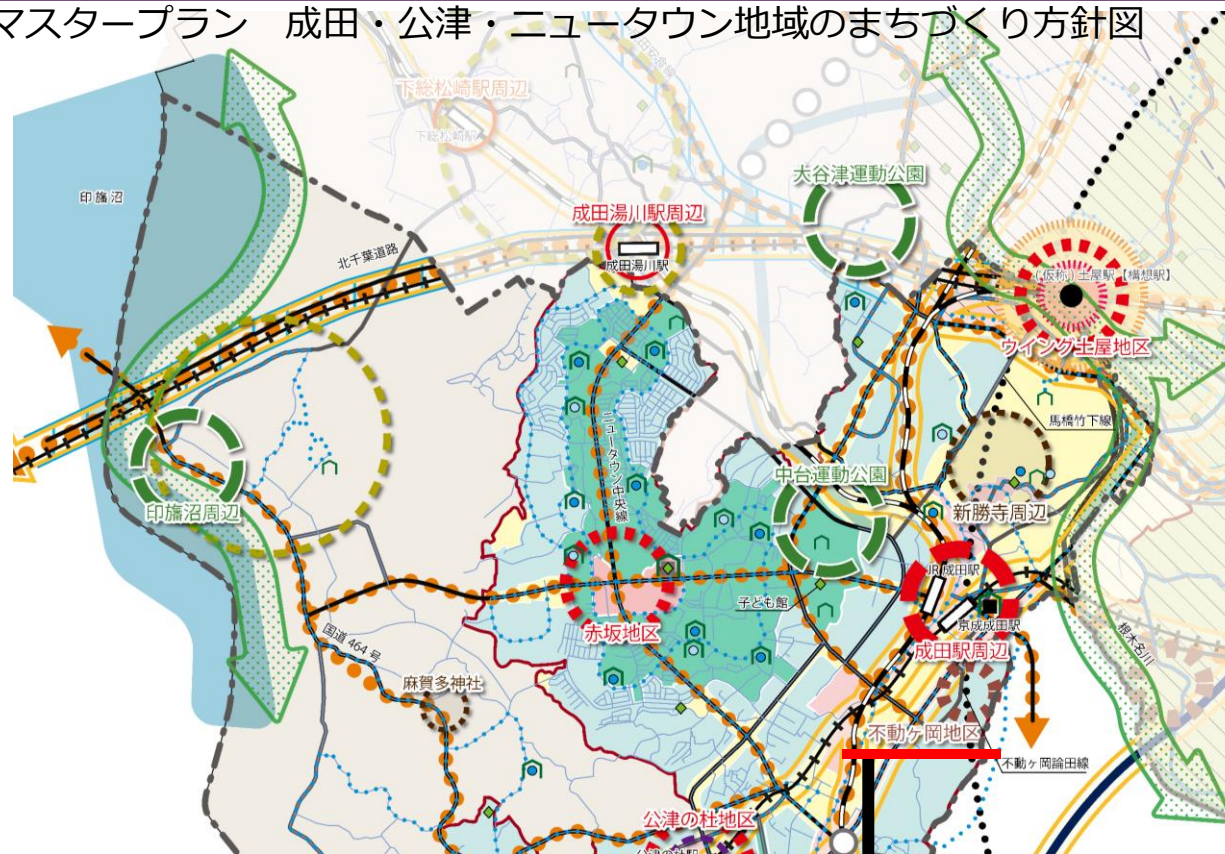 マスタープラン 成田・公津・ニュータウン地域のまちづくり方針図
下総松崎駅周辺
下総松崎駅
印旛沼
大谷津運動公園
成田湯川駅周辺
成田湯川駅
北千葉道路
(仮称)土屋駅【構想駅】
ウイング土屋地区
馬橋竹下線
ニュータウン中央線
中台運動公園
印旛沼周辺
新勝寺周辺
JR成田駅
子ども館
京成成田駅
赤坂地区
成田駅周辺
根木名川
国道464号
麻賀多神社
不動ヶ岡地区
不動ヶ岡論田線
公津の杜地区